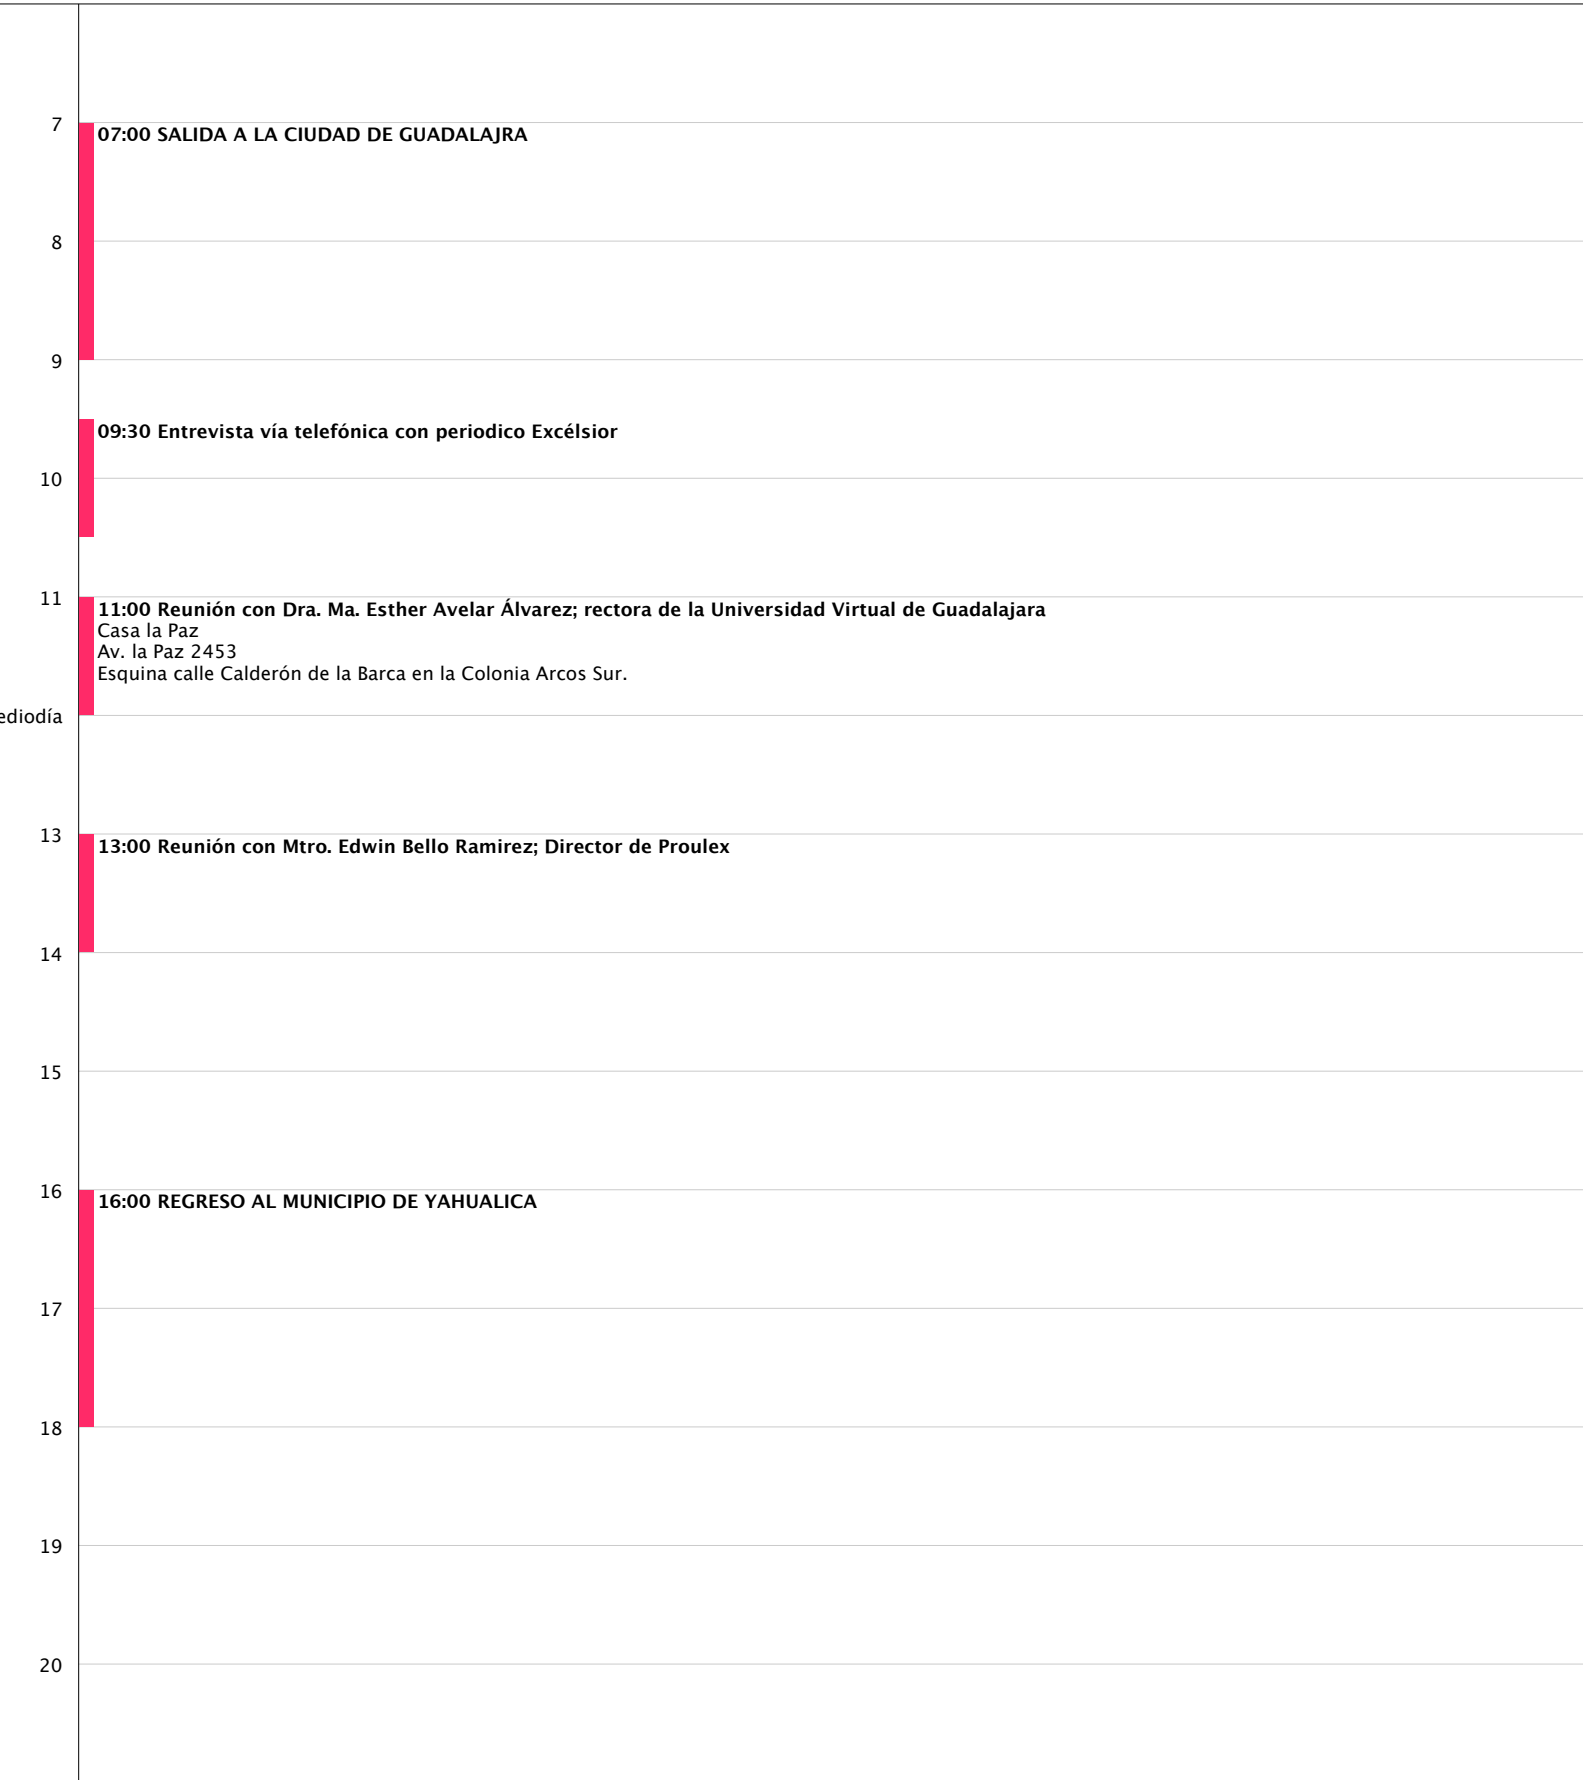 7
07:00 SALIDA A LA CIUDAD DE GUADALAJRA
8
9
09:30 Entrevista vía telefónica con periodico Excélsior
10
11
11:00 Reunión con Dra. Ma. Esther Avelar Álvarez; rectora de la Universidad Virtual de Guadalajara
Casa la Paz
Av. la Paz 2453
Esquina calle Calderón de la Barca en la Colonia Arcos Sur.
ediodía
13
13:00 Reunión con Mtro. Edwin Bello Ramirez; Director de Proulex
14
15
16
16:00 REGRESO AL MUNICIPIO DE YAHUALICA
17
18
19
20